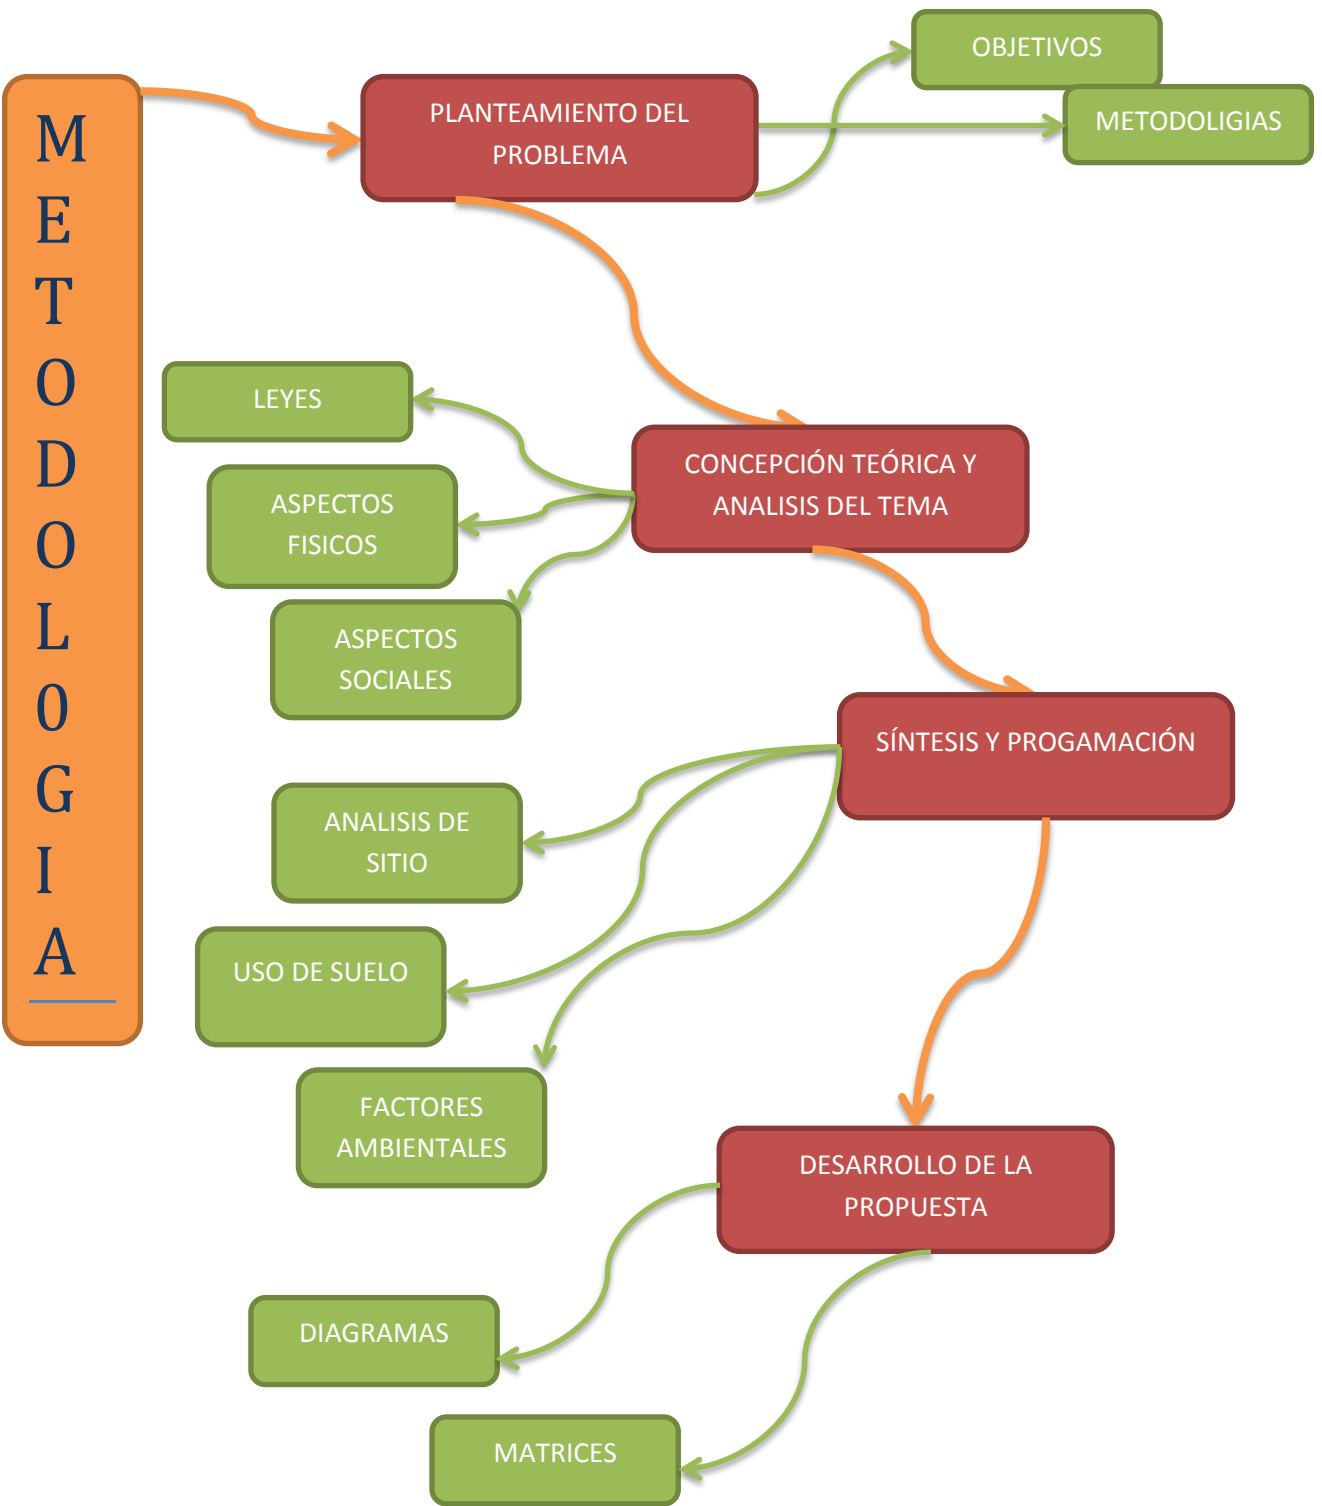 M
E
T
O
D
O
L
O
G
I
A
OBJETIVOS
PLANTEAMIENTO DEL
PROBLEMA
METODOLIGIAS
LEYES
CONCEPCIÓN TEÓRICA Y
ANALISIS DEL TEMA
ASPECTOS
FISICOS
ASPECTOS
SOCIALES
SÍNTESIS Y PROGAMACIÓN
ANALISIS DE
SITIO
USO DE SUELO
FACTORES
AMBIENTALES
DESARROLLO DE LA
PROPUESTA
DIAGRAMAS
MATRICES